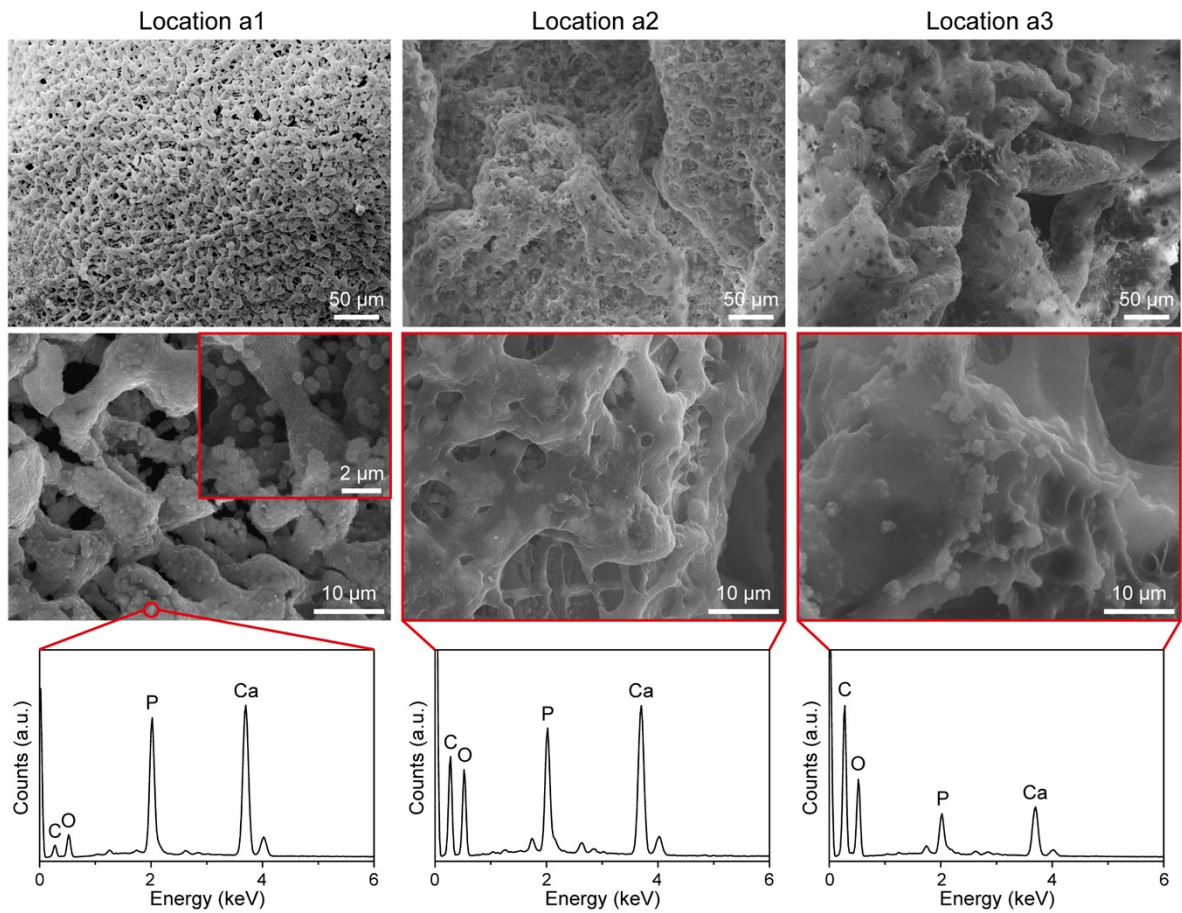 Location a1
Location a2
Location a3
50 µm
50 µm
50 µm
2 µm
10 µm
10 µm
10 µm
Counts (a.u.)
C
O
P
Ca
0
2
4
6
Energy (keV)
Counts (a.u.)
C
O
P
Ca
0
2
4
6
Energy (keV)
Counts (a.u.)
C
O
P
Ca
0
2
4
6
Energy (keV)